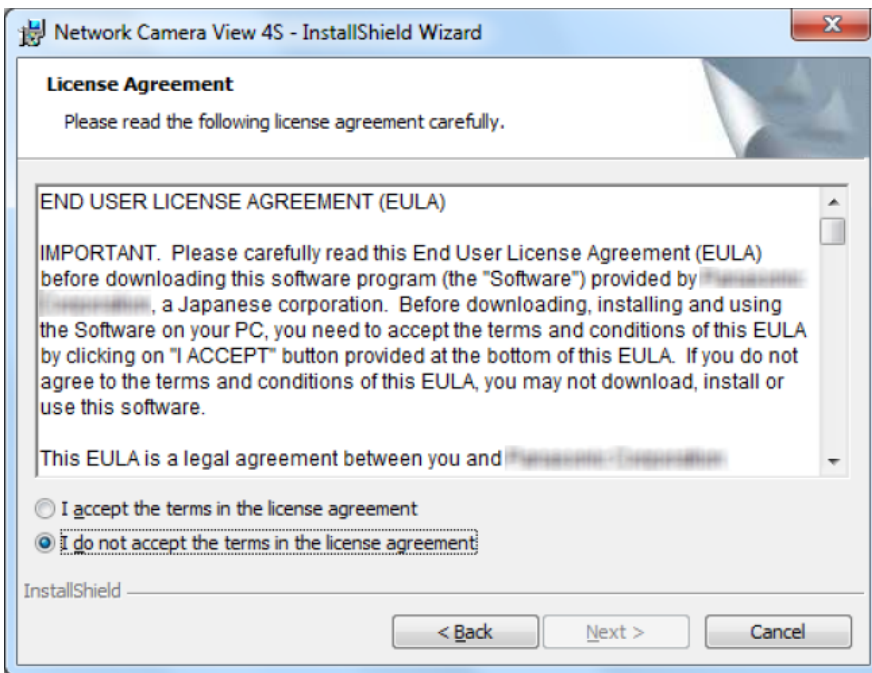 Network Camera View 4S - InstallShield Wizard
License Agreement
Please read the following license agreement carefully.
END USER LICENSE AGREEMENT (EULA)
IMPORTANT.  Please carefully read this End User License Agreement (EULA)
before downloading this software program (the "Software") provided by
, a Japanese corporation.  Before downloading, installing and using
the Software on your PC, you need to accept the terms and conditions of this EULA
by clicking on "I ACCEPT" button provided at the bottom of this EULA.  If you do not
agree to the terms and conditions of this EULA, you may not download, install or
use this software.
This EULA is a legal agreement between you and
I accept the terms in the license agreement
I do not accept the terms in the license agreement
InstallShield
< Back
Next >
Cancel